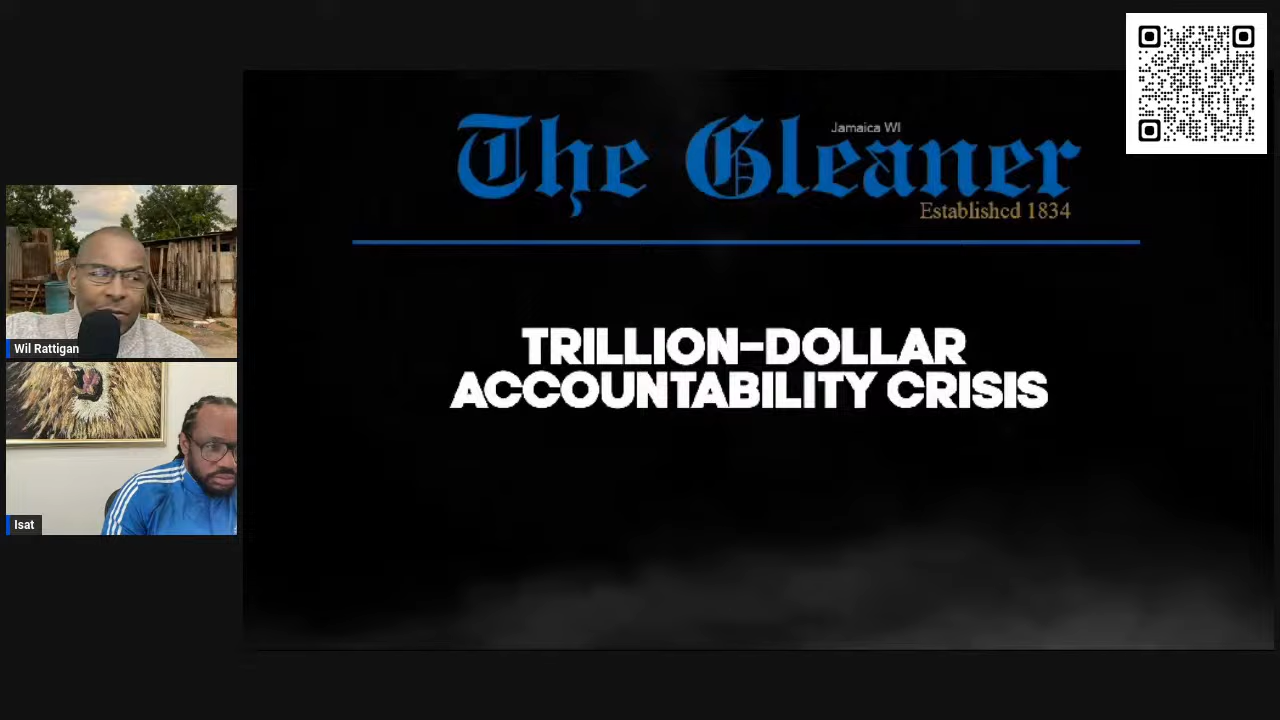 Jamaica WI
The Gleaner
Established 1834
TRILLION-DOLLAR
ACCOUNTABILITY CRISIS
Wil Rattigan
Isat